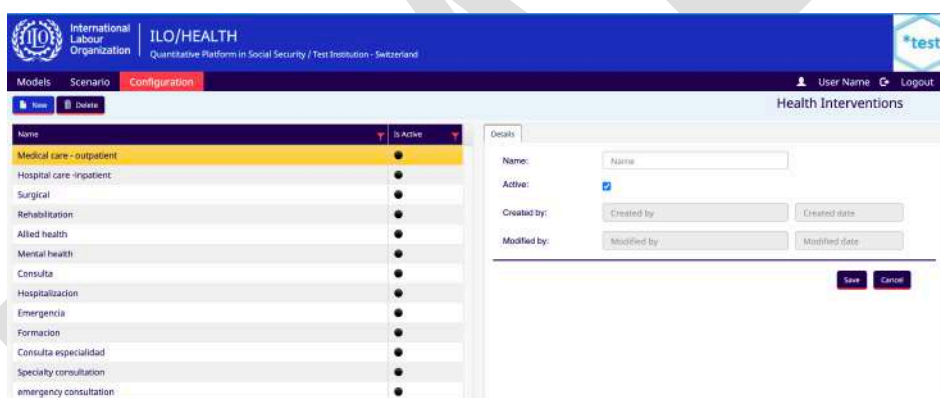 International
Labour
Organization
ILO/HEALTH
Quantitative Platform in Social Security / Test Institution - Switzerland
*test
Models Scenario Configuration User Name Logout
New Delete Health Interventions
Name Is Active Details
Medical care - outpatient
Hospital care -inpatient
Surgical
Rehabilitation
Allied health
Mental health
Consulta
Hospitalizacion
Emergencia
Formacion
Consulta especialidad
Specialty consultation
emergency consultation
Name: Name
Active:
Created by: Created by Created date
Modified by: Modified by Modified date
Save Cancel